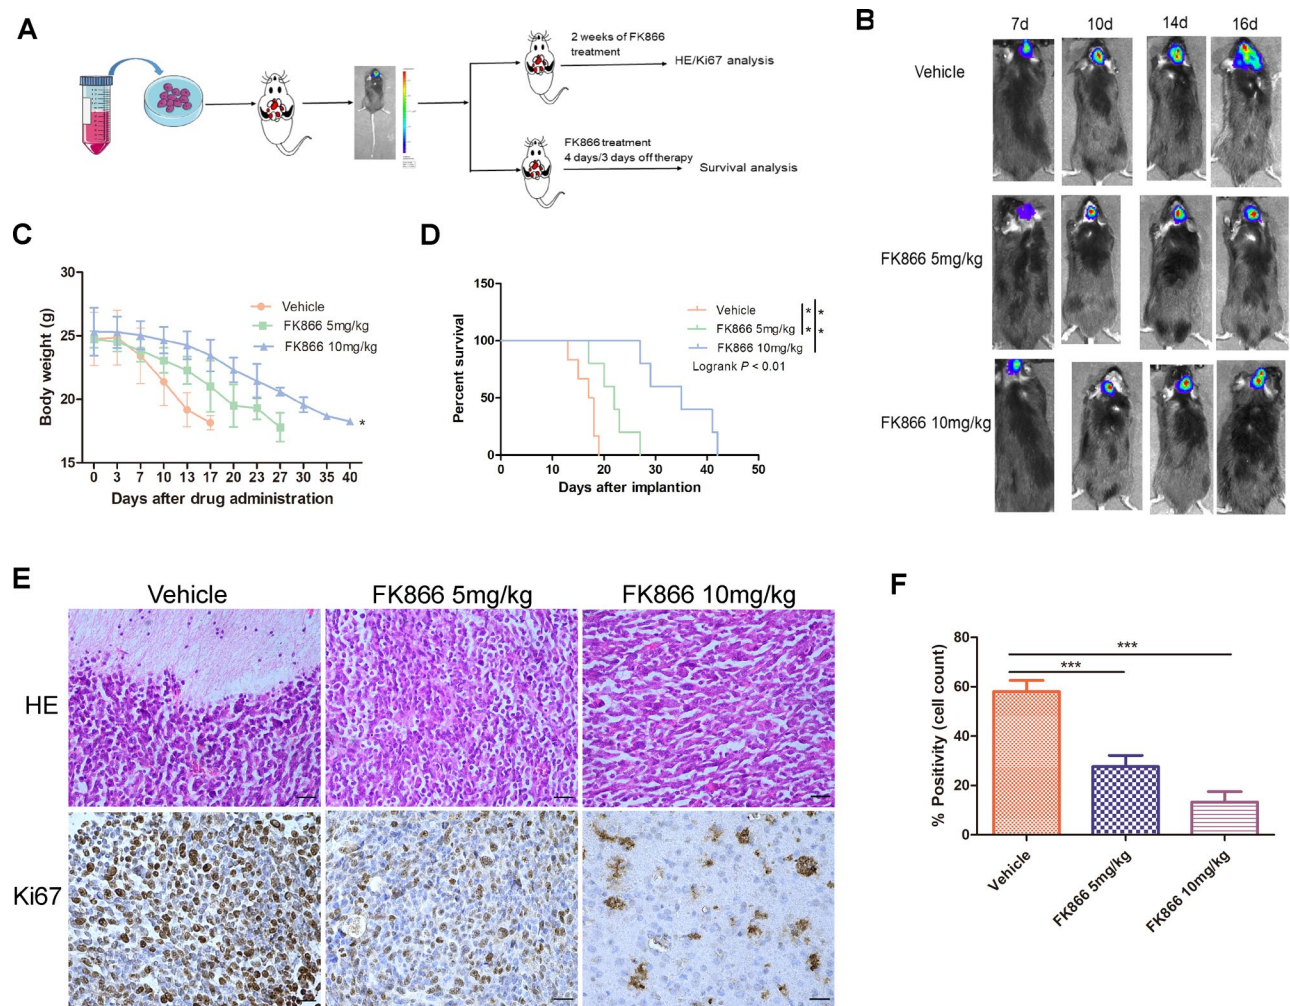 A
2 weeks of FK866
treatment
HE/Ki67 analysis
FK866 treatment
4 days/3 days off therapy
Survival analysis
B
7d 10d 14d 16d
Vehicle
FK866 5mg/kg
FK866 10mg/kg
C
Body weight (g)
30
25
20
15
0 3 7 10 13 17 20 23 27 30 35 40
Days after drug administration
Vehicle
FK866 5mg/kg
FK866 10mg/kg
*
D
Percent survival
150
100
50
0
0 10 20 30 40 50
Days after implantion
Vehicle
FK866 5mg/kg
FK866 10mg/kg
* *
* *
Logrank P < 0.01
E
Vehicle FK866 5mg/kg FK866 10mg/kg
HE
Ki67
F
% Positivity (cell count)
80
60
40
20
0
***
***
Vehicle
FK866 5mg/kg
FK866 10mg/kg